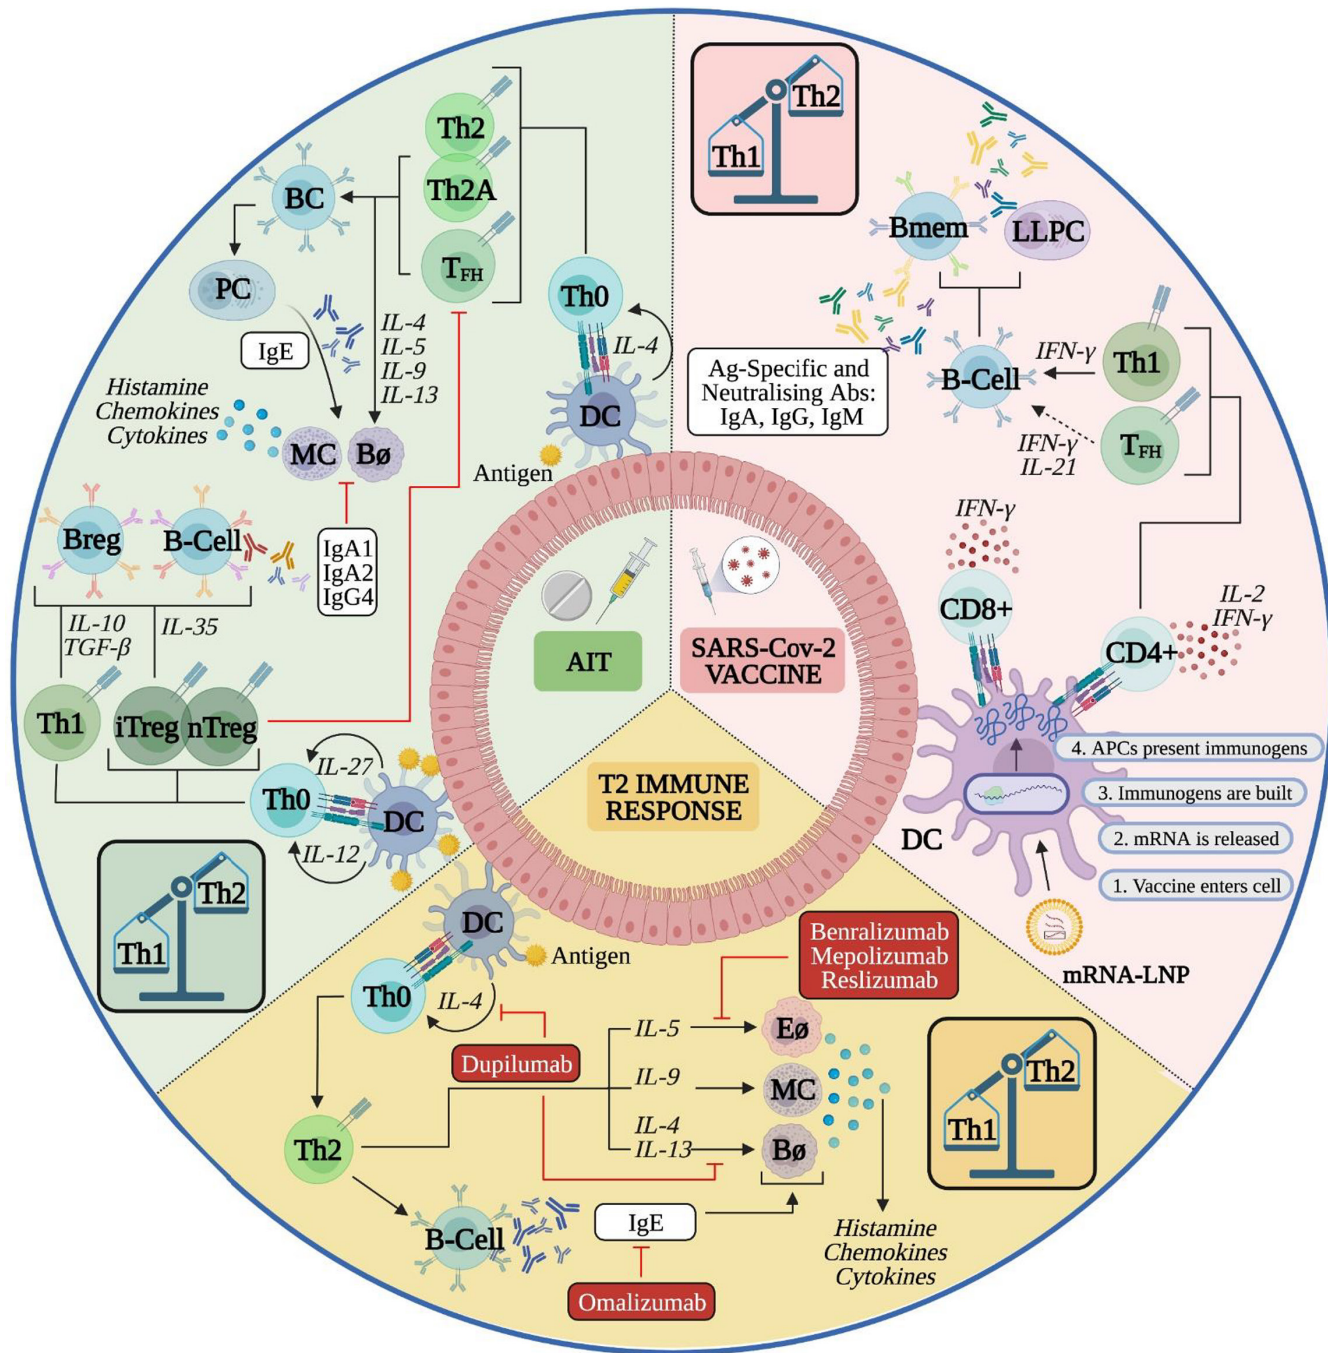 Th2
Th2A
TFH
BC
PC
IgE
IL-4
IL-5
IL-9
IL-13
Th0
IL-4
DC
Antigen
Histamine
Chemokines
Cytokines
MC
Bø
Breg
B-Cell
IgA1
IgA2
IgG4
IL-10
TGF-β
IL-35
Th1
iTreg
nTreg
IL-27
Th0
DC
IL-12
Th2
Th1
AIT
SARS-Cov-2
VACCINE
T2 IMMUNE
RESPONSE
Th2
Th1
Bmem
LLPC
Ag-Specific and
Neutralising Abs:
IgA, IgG, IgM
B-Cell
IFN-γ
Th1
IFN-γ
IL-21
TFH
IFN-γ
CD8+
IL-2
IFN-γ
CD4+
4. APCs present immunogens
3. Immunogens are built
2. mRNA is released
1. Vaccine enters cell
DC
mRNA-LNP
DC
Antigen
Th0
IL-4
Benralizumab
Mepolizumab
Reslizumab
Dupilumab
IL-5
Eø
IL-9
MC
IL-4
IL-13
Bø
Th2
Th2
Th1
B-Cell
IgE
Omalizumab
Histamine
Chemokines
Cytokines